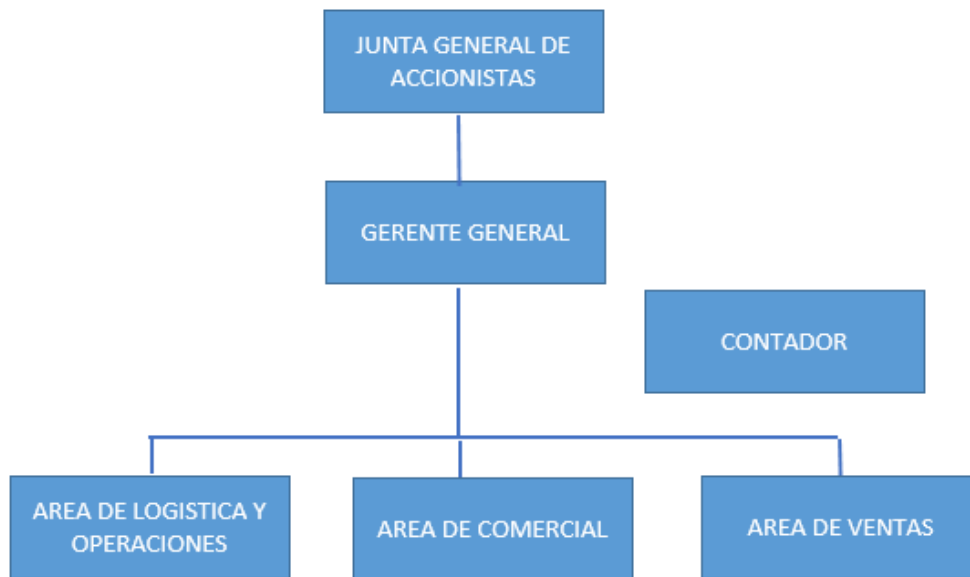 JUNTA GENERAL DE
ACCIONISTAS
GERENTE GENERAL
CONTADOR
AREA DE LOGISTICA Y
OPERACIONES
AREA DE COMERCIAL
AREA DE VENTAS